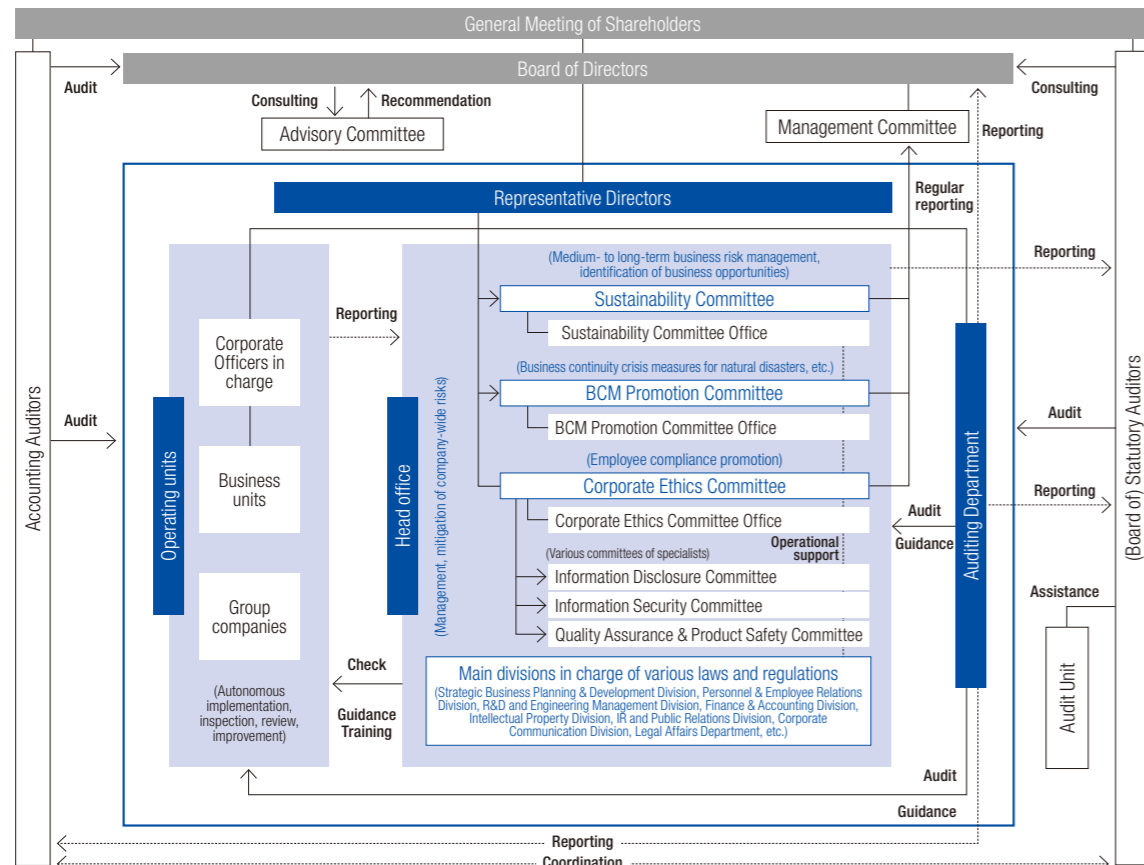 General Meeting of Shareholders
Board of Directors
Audit
Consulting
Consulting
Recommendation
Advisory Committee
Management Committee
Reporting
Representative Directors
Regular
reporting
Accounting Auditors
(Board of) Statutory Auditors
Audit
Operating units
Corporate
Officers in
charge
Business
units
Group
companies
(Autonomous
implementation,
inspection, review,
improvement)
Reporting
Check
Guidance
Training
Head office
(Management, mitigation of company-wide risks)
(Medium- to long-term business risk management,
identification of business opportunities)
Sustainability Committee
Sustainability Committee Office
(Business continuity crisis measures for natural disasters, etc.)
BCM Promotion Committee
BCM Promotion Committee Office
(Employee compliance promotion)
Corporate Ethics Committee
Corporate Ethics Committee Office
Operational
support
(Various committees of specialists)
Information Disclosure Committee
Information Security Committee
Quality Assurance & Product Safety Committee
Main divisions in charge of various laws and regulations
(Strategic Business Planning & Development Division, Personnel & Employee Relations
Division, R&D and Engineering Management Division, Finance & Accounting Division,
Intellectual Property Division, IR and Public Relations Division, Corporate
Communication Division, Legal Affairs Department, etc.)
Audit
Guidance
Auditing Department
Reporting
Audit
Reporting
Assistance
Audit Unit
Audit
Guidance
Reporting
Coordination